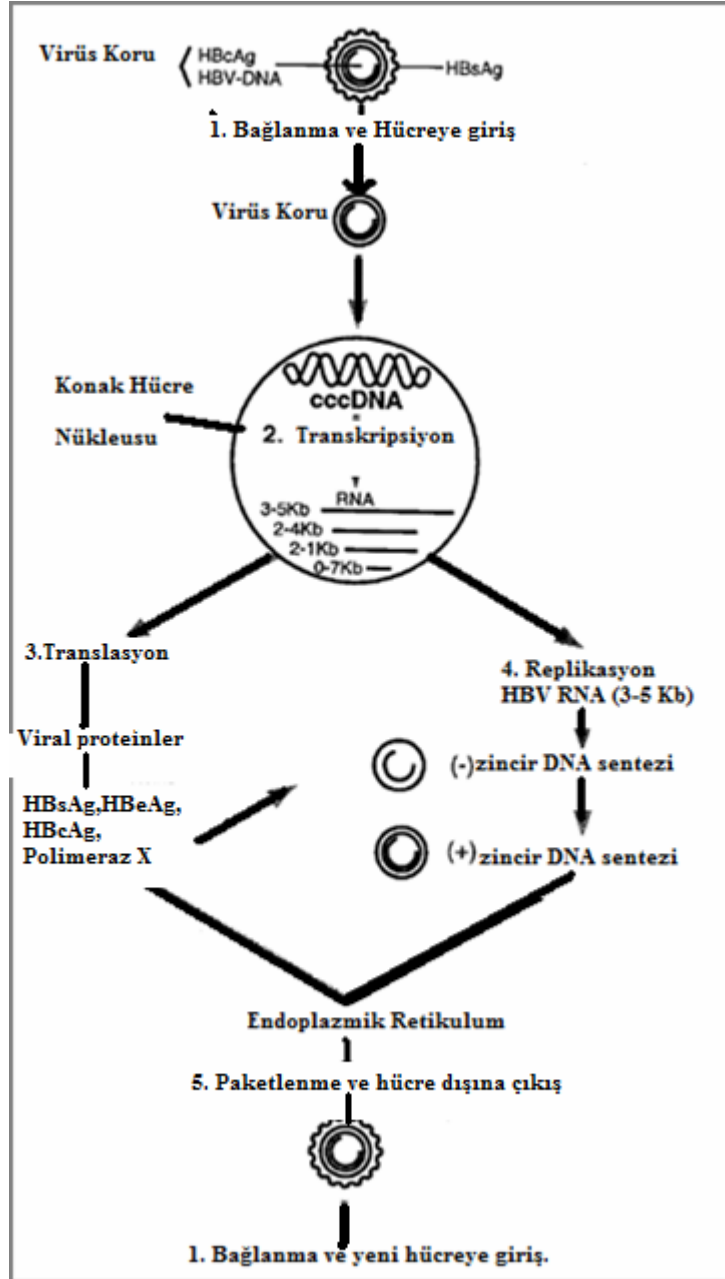 Virüs Koru
HBcAg
HBV-DNA
HBsAg
1. Bağlanma ve Hücreye giriş
Virüs Koru
cccDNA
Konak Hücre
Nükleusu
2. Transkripsiyon
RNA
3-5Kb
2-4Kb
2-1Kb
0-7Kb
3.Translasyon
4. Replikasyon
HBV RNA (3-5 Kb)
Viral proteinler
(-)zincir DNA sentezi
HBsAg,HBeAg,
HBcAg,
Polimeraz X
(+)zincir DNA sentezi
Endoplazmik Retikulum
5. Paketlenme ve hücre dışına çıkış
1. Bağlanma ve yeni hücreye giriş.